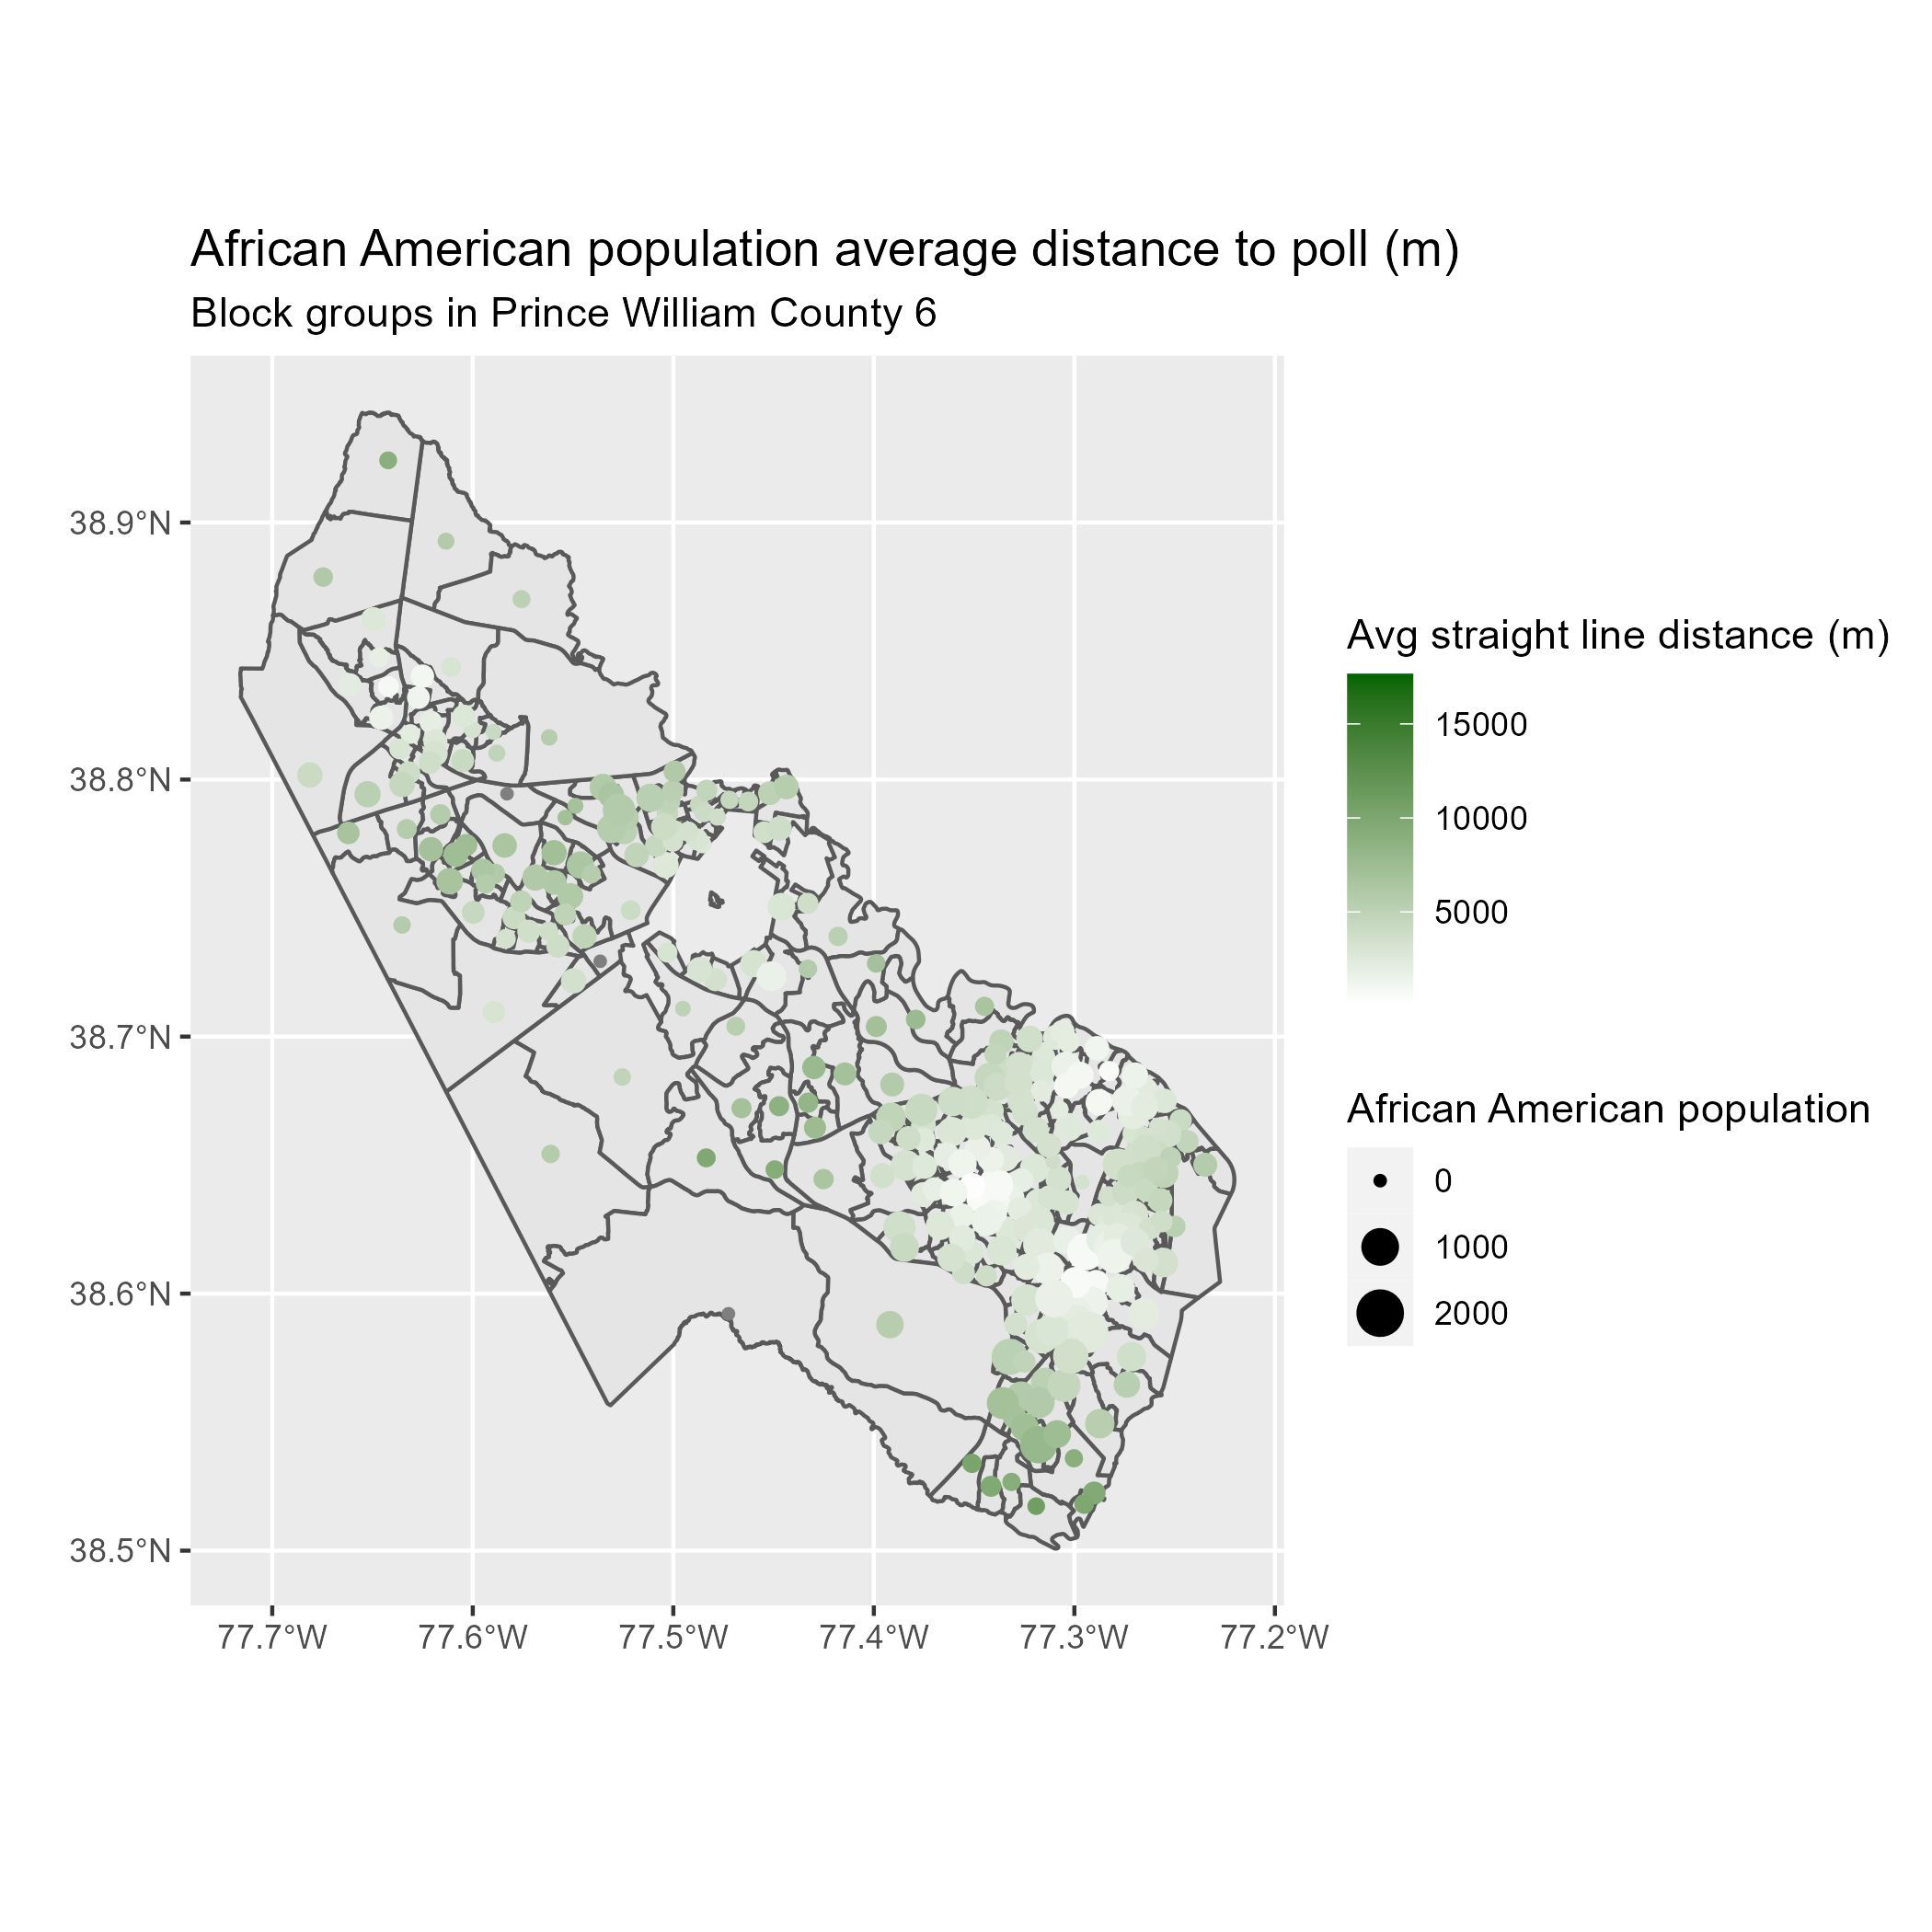 African American population average distance to poll (m)
Block groups in Prince William County 6
38.9°N
38.8°N
38.7°N
38.6°N
38.5°N
77.7°W
77.6°W
77.5°W
77.4°W
77.3°W
77.2°W
Avg straight line distance (m)
15000
10000
5000
African American population
0
1000
2000